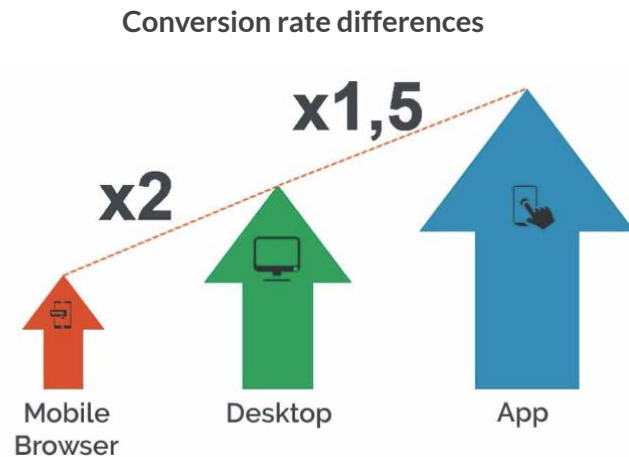 Conversion rate differences
x1,5
x2
Mobile
Browser
Desktop
App